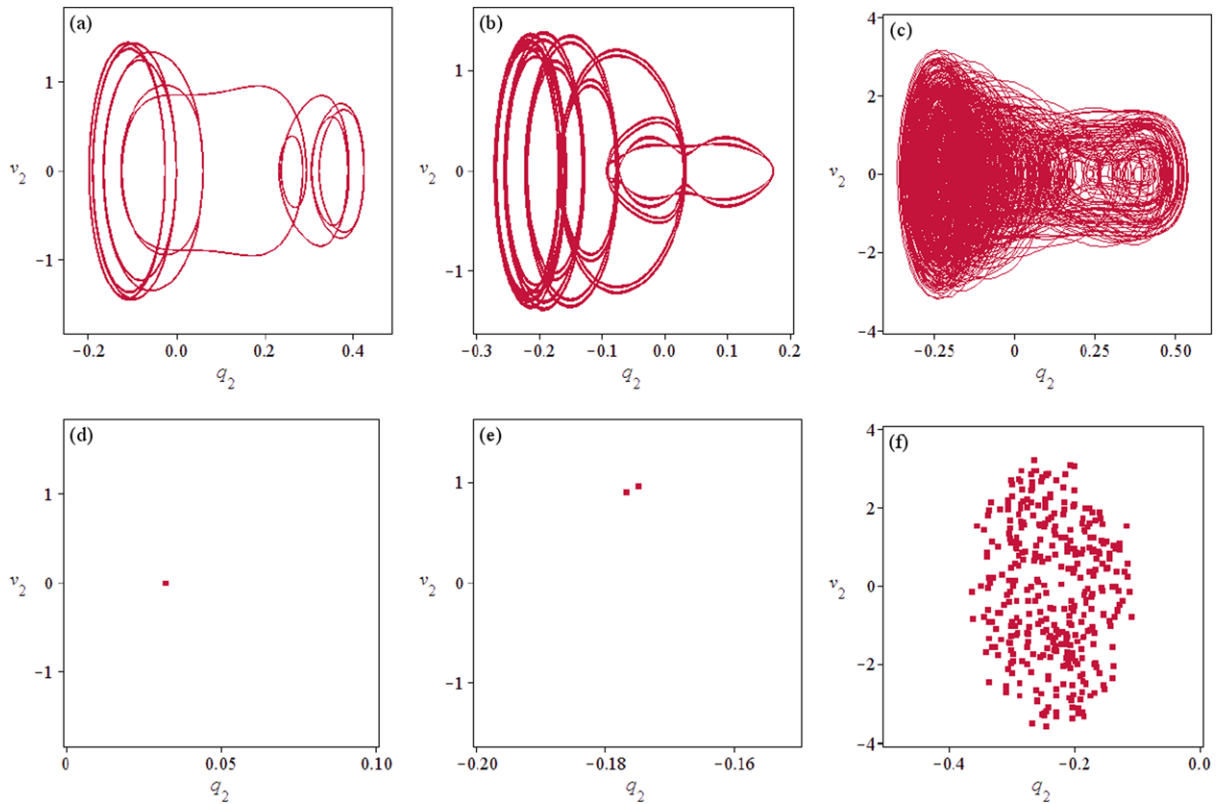 (a)
1
v₂ 0
−1
−0.2 0.0 0.2 0.4
q₂
(b)
1
v₂ 0
−1
−0.3 −0.2 −0.1 0.0 0.1 0.2
q₂
(c)
4
2
v₂ 0
−2
−4
−0.25 0 0.25 0.50
q₂
(d)
1
v₂ 0
−1
0 0.05 0.10
q₂
(e)
1
v₂ 0
−1
−0.20 −0.18 −0.16
q₂
(f)
4
2
v₂ 0
−2
−4
−0.4 −0.2 0.0
q₂